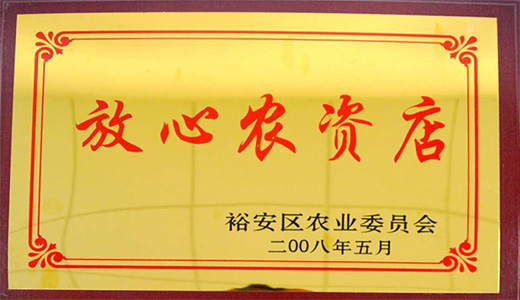 放心农资店
裕安区农业委员会
二00八年五月